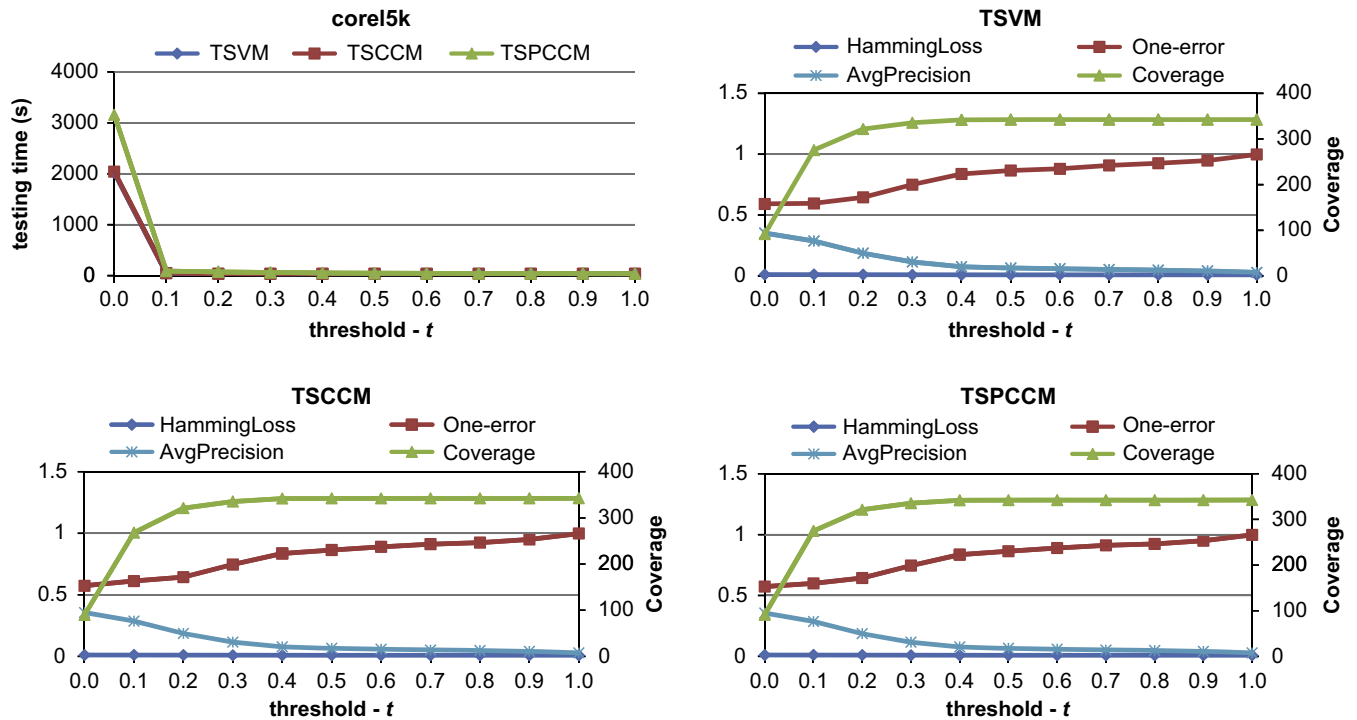 corel5k
TSVM TSCCM TSPCCM
4000
3000
2000
1000
0
testing time (s)
0.0 0.1 0.2 0.3 0.4 0.5 0.6 0.7 0.8 0.9 1.0
threshold - t
TSVM
HammingLoss One-error
AvgPrecision Coverage
1.5
1
0.5
0
400
300
200
100
0
Coverage
0.0 0.1 0.2 0.3 0.4 0.5 0.6 0.7 0.8 0.9 1.0
threshold - t
TSCCM
HammingLoss One-error
AvgPrecision Coverage
1.5
1
0.5
0
400
300
200
100
0
Coverage
0.0 0.1 0.2 0.3 0.4 0.5 0.6 0.7 0.8 0.9 1.0
threshold - t
TSPCCM
HammingLoss One-error
AvgPrecision Coverage
1.5
1
0.5
0
400
300
200
100
0
Coverage
0.0 0.1 0.2 0.3 0.4 0.5 0.6 0.7 0.8 0.9 1.0
threshold - t